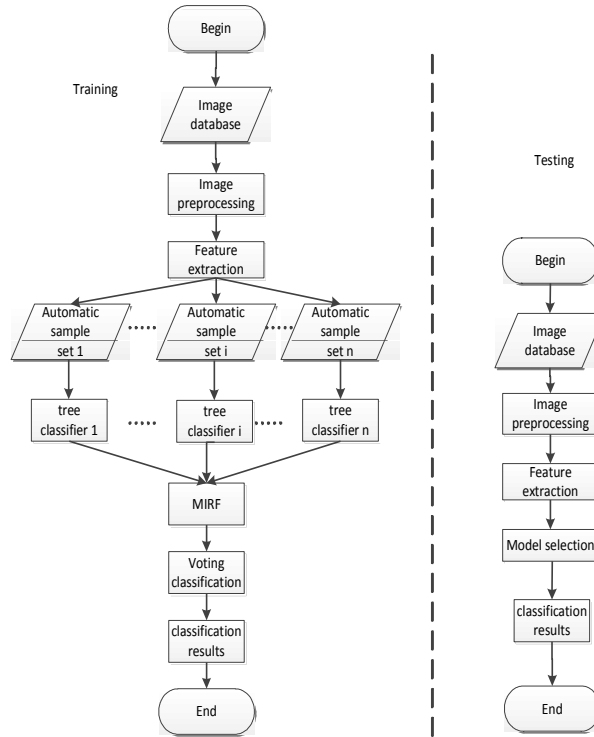 Begin
Training
Image
database
Image
preprocessing
Feature
extraction
Automatic
sample
set 1
Automatic
sample
set i
Automatic
sample
set n
tree
classifier 1
tree
classifier i
tree
classifier n
MIRF
Voting
classification
classification
results
End
Testing
Begin
Image
database
Image
preprocessing
Feature
extraction
Model selection
classification
results
End